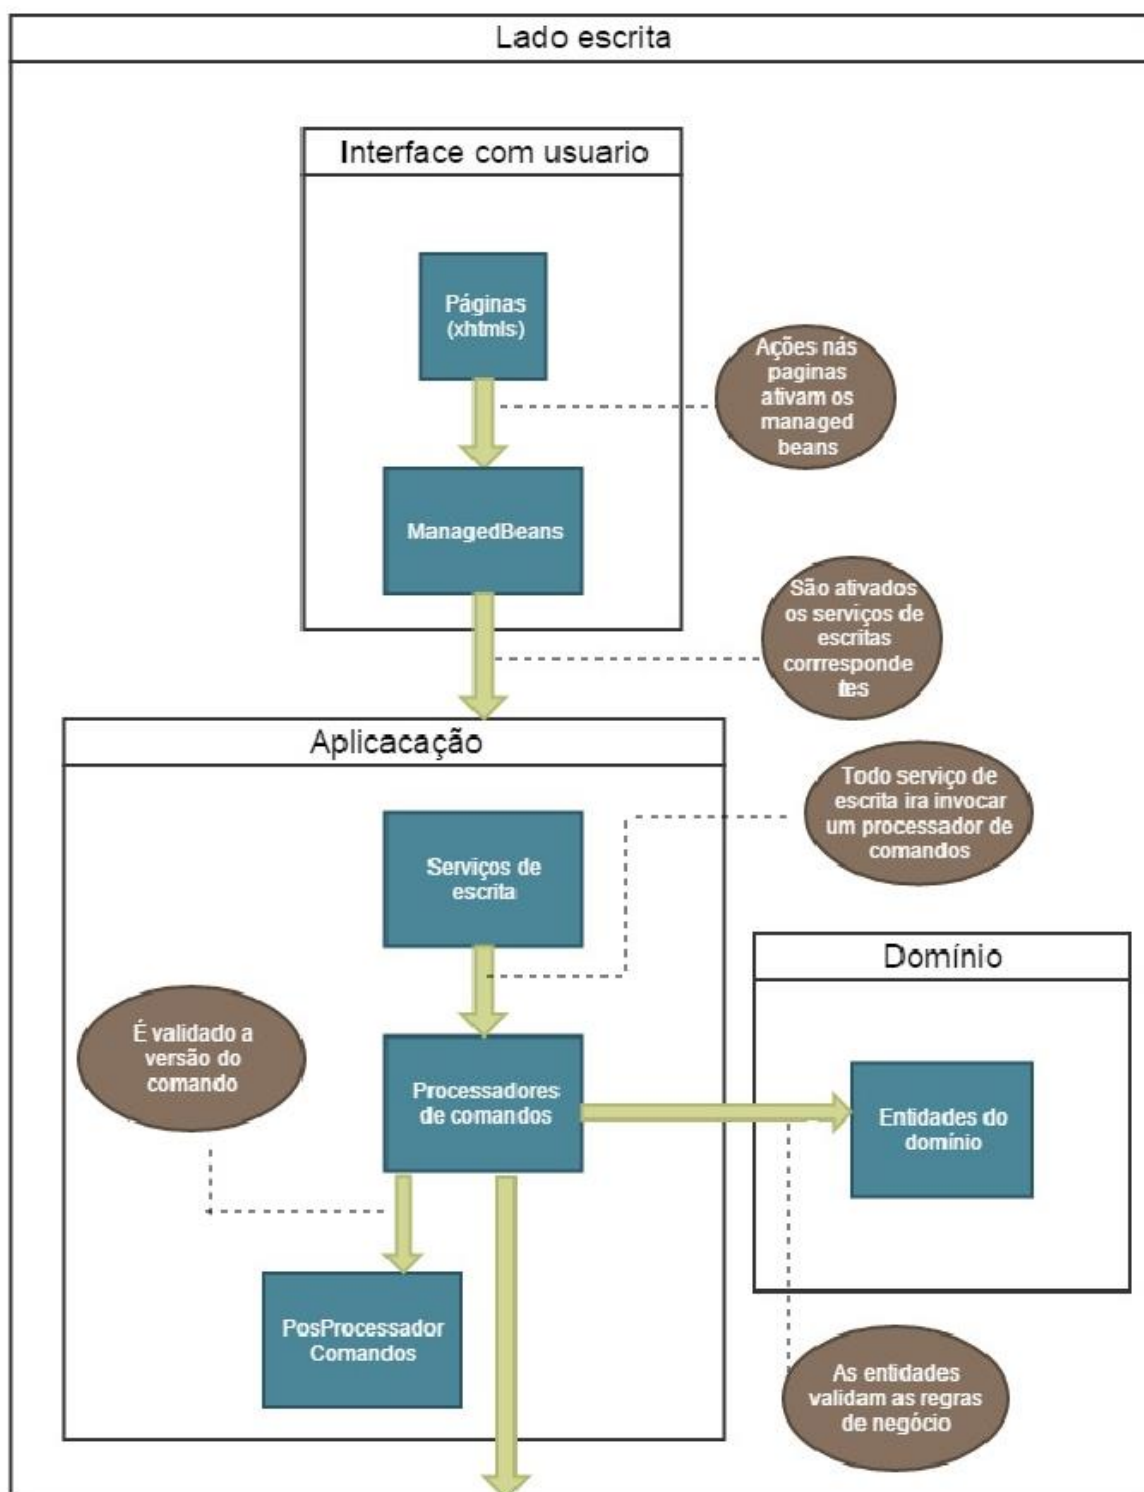 Lado escrita
Interface com usuario
Páginas
(xhtmls)
Ações nás
paginas
ativam os
managed
beans
ManagedBeans
São ativados
os serviços de
escritas
corrresponde
tes
Aplicacação
Todo serviço de
escrita ira invocar
um processador de
comandos
Serviços de
escrita
Domínio
É validado a
versão do
comando
Processadores
de comandos
Entidades do
domínio
PosProcessador
Comandos
As entidades
validam as regras
de negócio